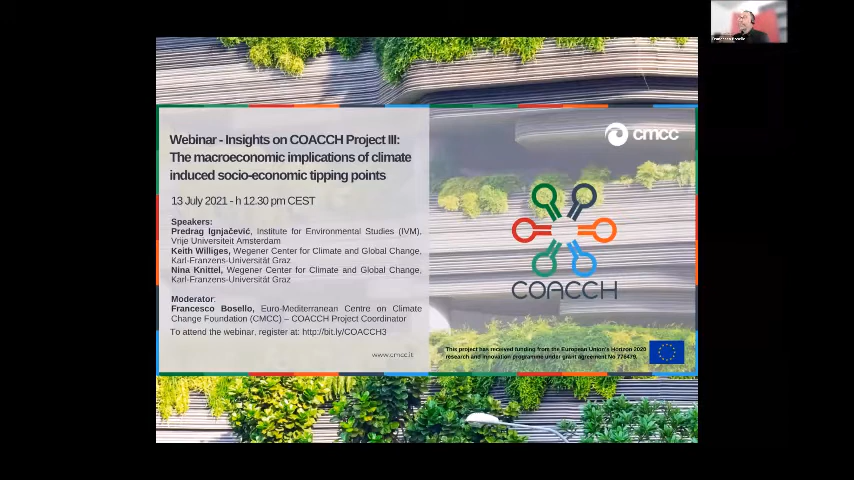 Webinar - Insights on COACCH Project III:
The macroeconomic implications of climate
induced socio-economic tipping points
13 July 2021 - h 12.30 pm CEST
Speakers:
Predrag Ignjačević, Institute for Environmental Studies (IVM),
Vrije Universiteit Amsterdam
Keith Williges, Wegener Center for Climate and Global Change,
Karl-Franzens-Universität Graz
Nina Knittel, Wegener Center for Climate and Global Change,
Karl-Franzens-Universität Graz
Moderator:
Francesco Bosello, Euro-Mediterranean Centre on Climate
Change Foundation (CMCC) – COACCH Project Coordinator
To attend the webinar, register at: http://bit.ly/COACCH3
www.cmcc.it
cmcc
COACCH
This project has received funding from the European Union's Horizon 2020
research and innovation programme under grant agreement No 776479.
Francesco Bosello